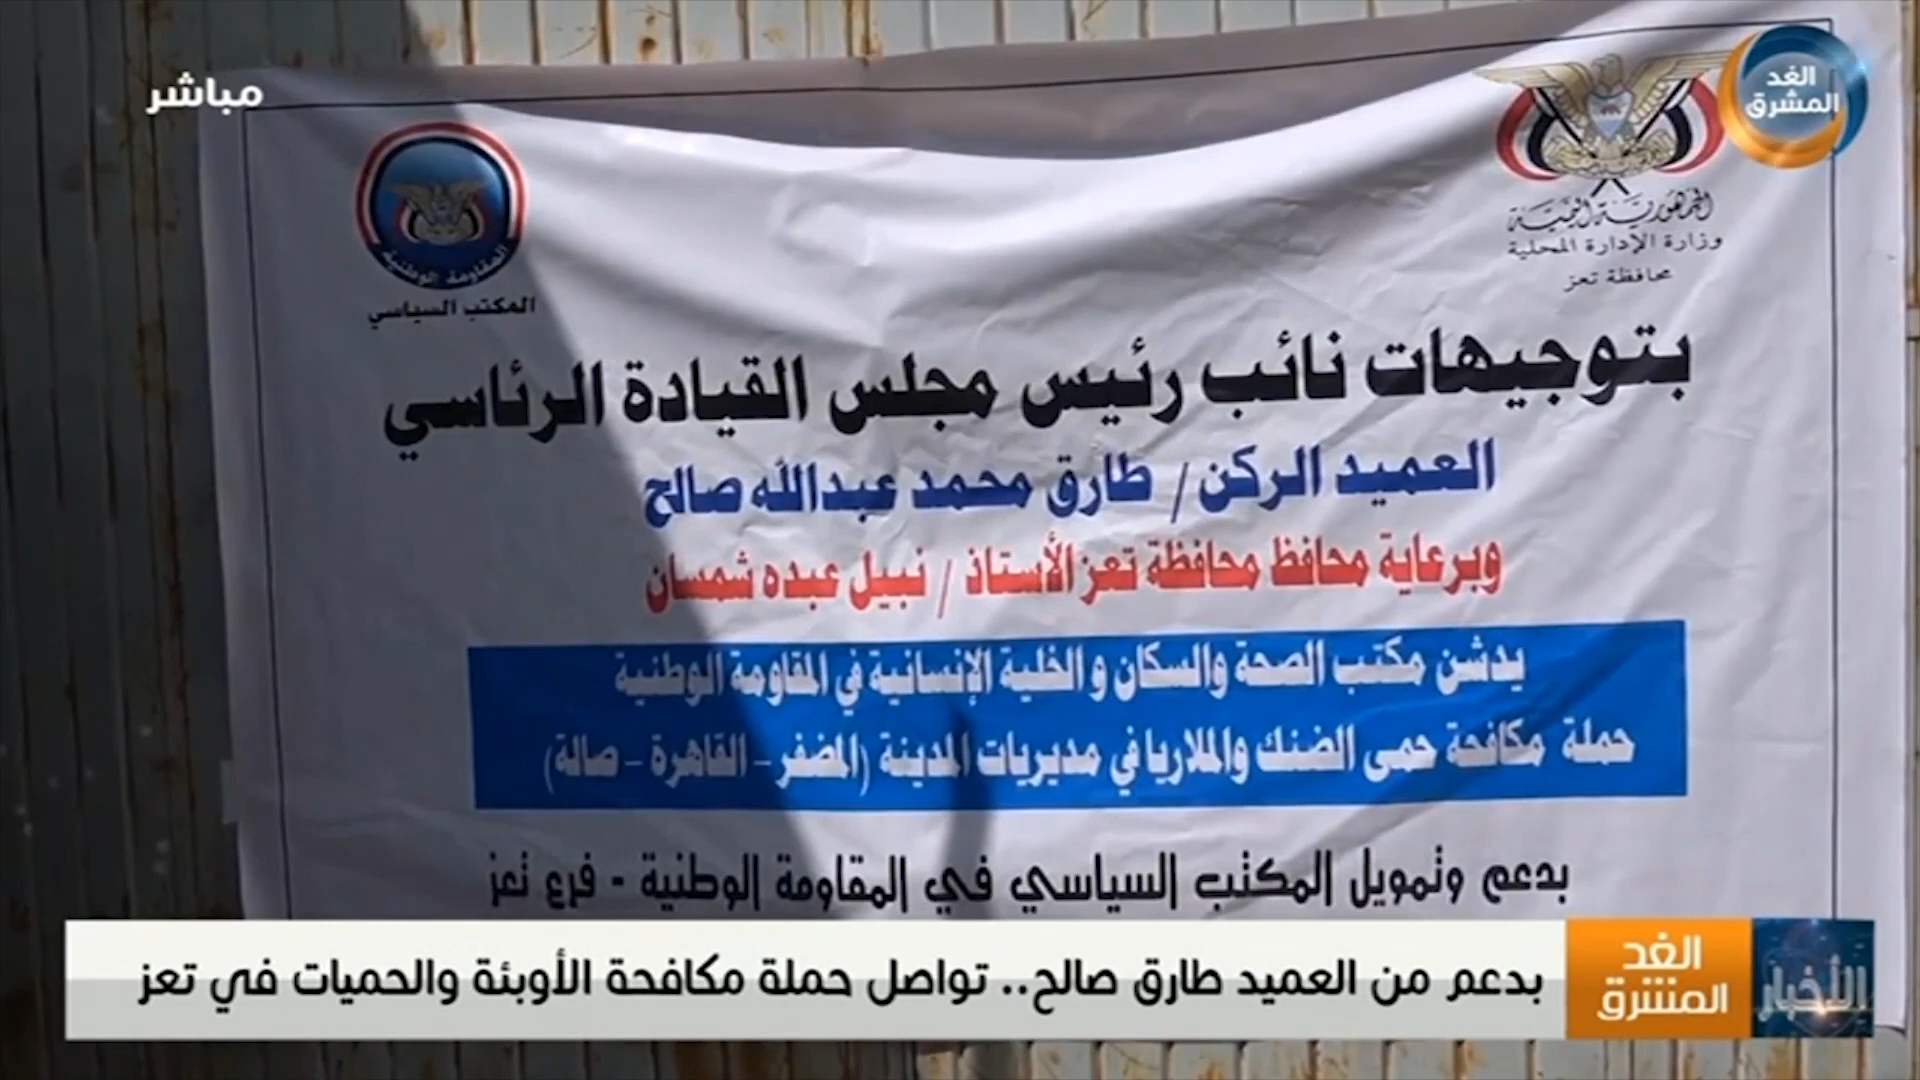 مباشر
الغد
المشرق
المقاومة الوطنية
المكتب السياسي
الجمهورية اليمنية
وزارة الإدارة المحلية
محافظة تعز
بتوجيهات نائب رئيس مجلس القيادة الرئاسي
العميد الركن / طارق محمد عبدالله صالح
وبرعاية محافظ محافظة تعز الأستاذ / نبيل عبده شمسان
يدشن مكتب الصحة والسكان و الخلية الإنسانية في المقاومة الوطنية
حملة مكافحة حمى الضنك والملاريا في مديريات المدينة (المضفر - القاهرة - صالة)
بدعم وتمويل المكتب السياسي في المقاومة الوطنية - فرع تعز
الأخبار
الغد
المشرق
بدعم من العميد طارق صالح.. تواصل حملة مكافحة الأوبئة والحميات في تعز